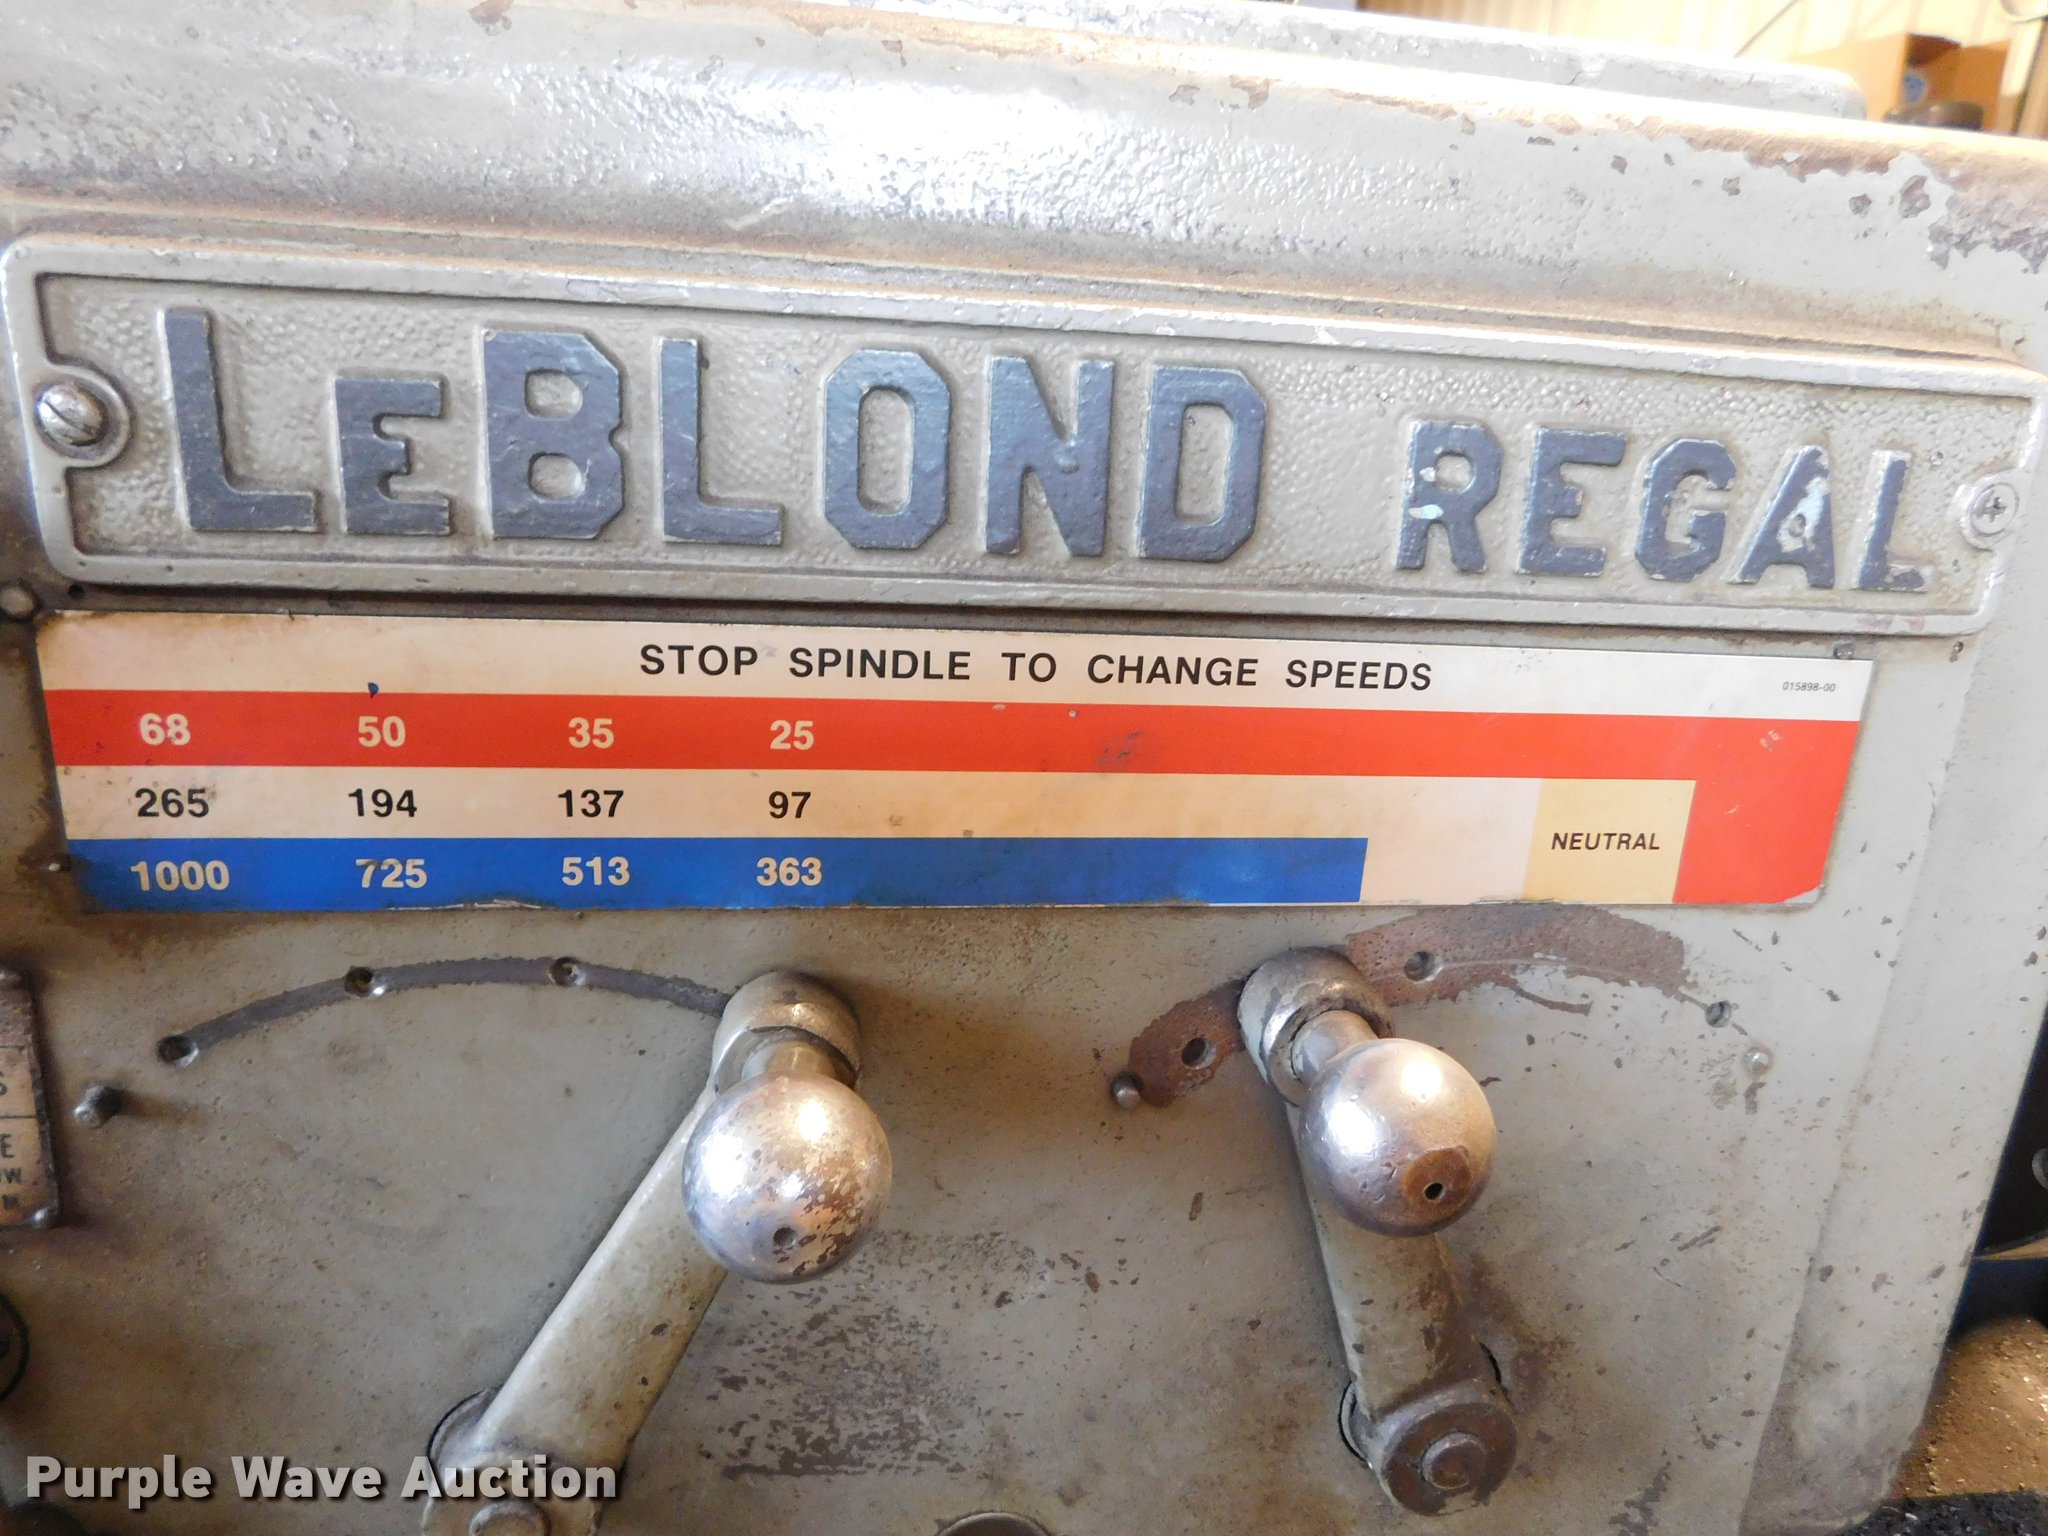 LEBLOND REGAL
STOP SPINDLE TO CHANGE SPEEDS
015898-00
68 50 35 25
265 194 137 97
NEUTRAL
1000 725 513 363
E
Purple Wave Auction